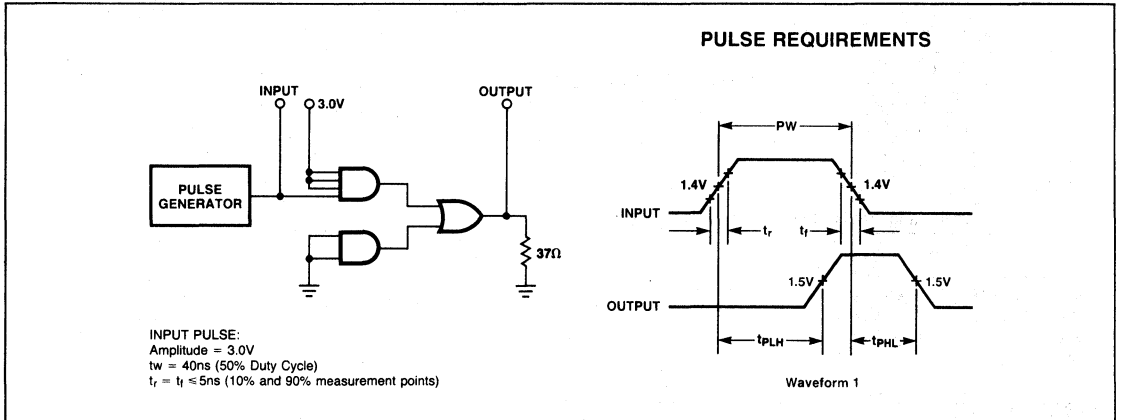 PULSE REQUIREMENTS
INPUT
3.0V
OUTPUT
PULSE
GENERATOR
37Ω
INPUT PULSE:
Amplitude = 3.0V
tw = 40ns (50% Duty Cycle)
tr = tf ≤ 5ns (10% and 90% measurement points)
PW
1.4V
1.4V
INPUT
tr
tf
1.5V
1.5V
OUTPUT
tPLH
tPHL
Waveform 1